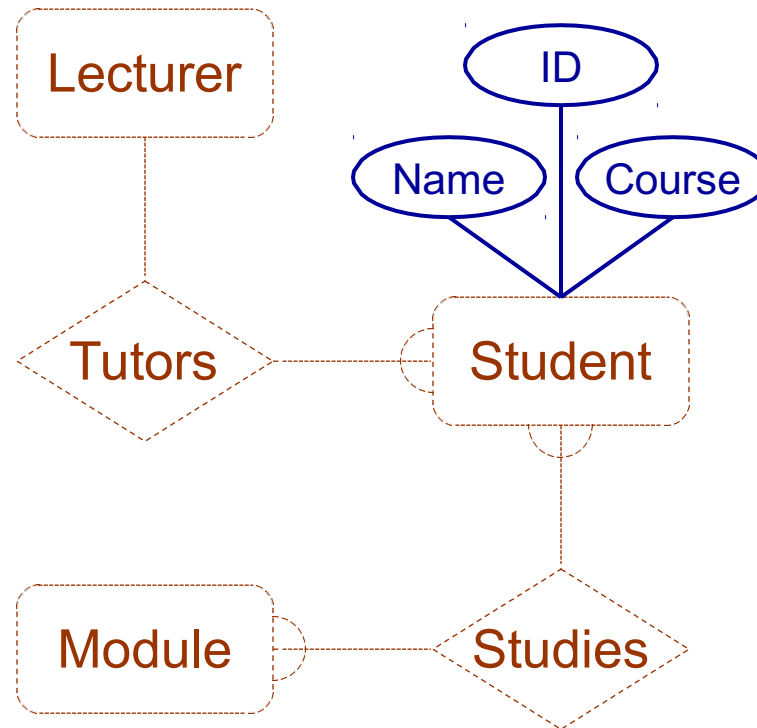 Lecturer
ID
Name
Course
Tutors
Student
Module
Studies